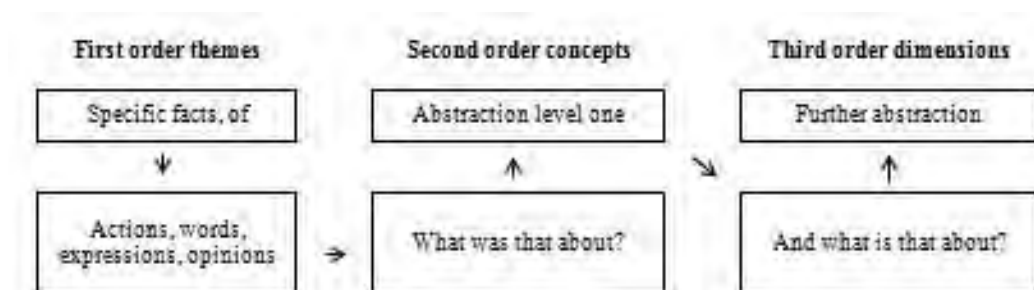 First order themes
Second order concepts
Third order dimensions
Specific facts, of
Abstraction level one
Further abstraction
Actions, words,
expressions, opinions
What was that about?
And what is that about?